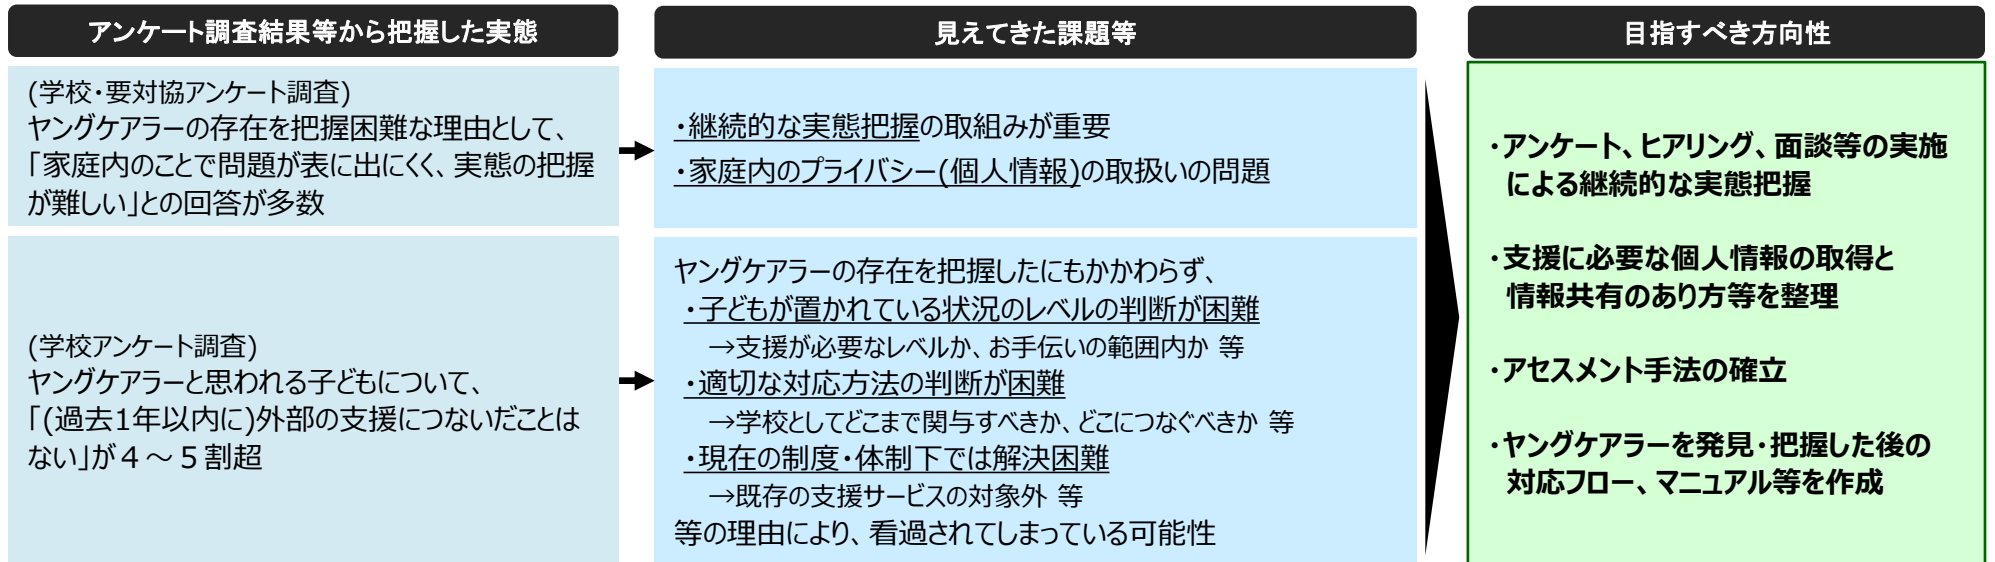 アンケート調査結果等から把握した実態
(学校・要対協アンケート調査)
ヤングケアラーの存在を把握困難な理由として、
「家庭内のことで問題が表に出にくく、実態の把握
が難しい」との回答が多数
(学校アンケート調査)
ヤングケアラーと思われる子どもについて、
「(過去1年以内に)外部の支援につないだことは
ない」が４～５割超
見えてきた課題等
・継続的な実態把握の取組みが重要
・家庭内のプライバシー(個人情報)の取扱いの問題
ヤングケアラーの存在を把握したにもかかわらず、
・子どもが置かれている状況のレベルの判断が困難
→支援が必要なレベルか、お手伝いの範囲内か 等
・適切な対応方法の判断が困難
→学校としてどこまで関与すべきか、どこにつなぐべきか 等
・現在の制度・体制下では解決困難
→既存の支援サービスの対象外 等
等の理由により、看過されてしまっている可能性
目指すべき方向性
・アンケート、ヒアリング、面談等の実施
による継続的な実態把握
・支援に必要な個人情報の取得と
情報共有のあり方等を整理
・アセスメント手法の確立
・ヤングケアラーを発見・把握した後の
対応フロー、マニュアル等を作成